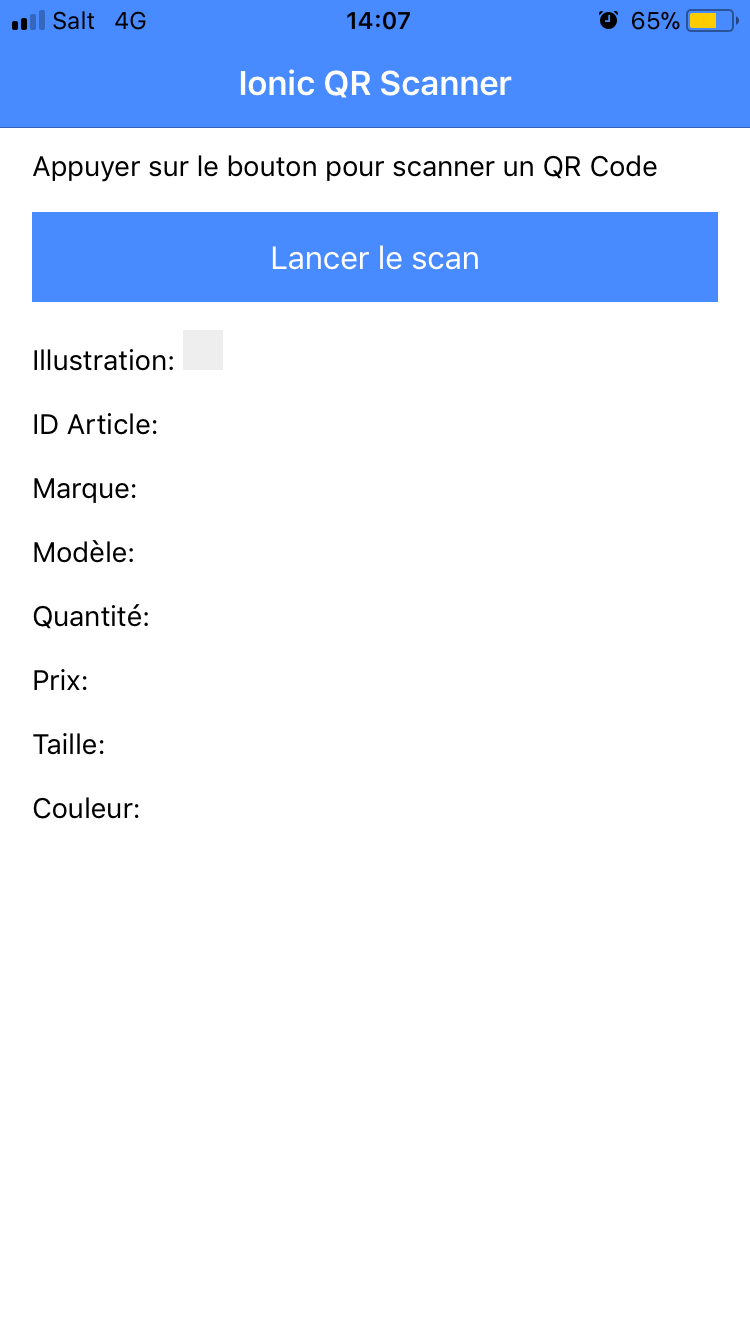 Salt 4G 14:07 65%
Ionic QR Scanner
Appuyer sur le bouton pour scanner un QR Code
Lancer le scan
Illustration:
ID Article:
Marque:
Modèle:
Quantité:
Prix:
Taille:
Couleur: